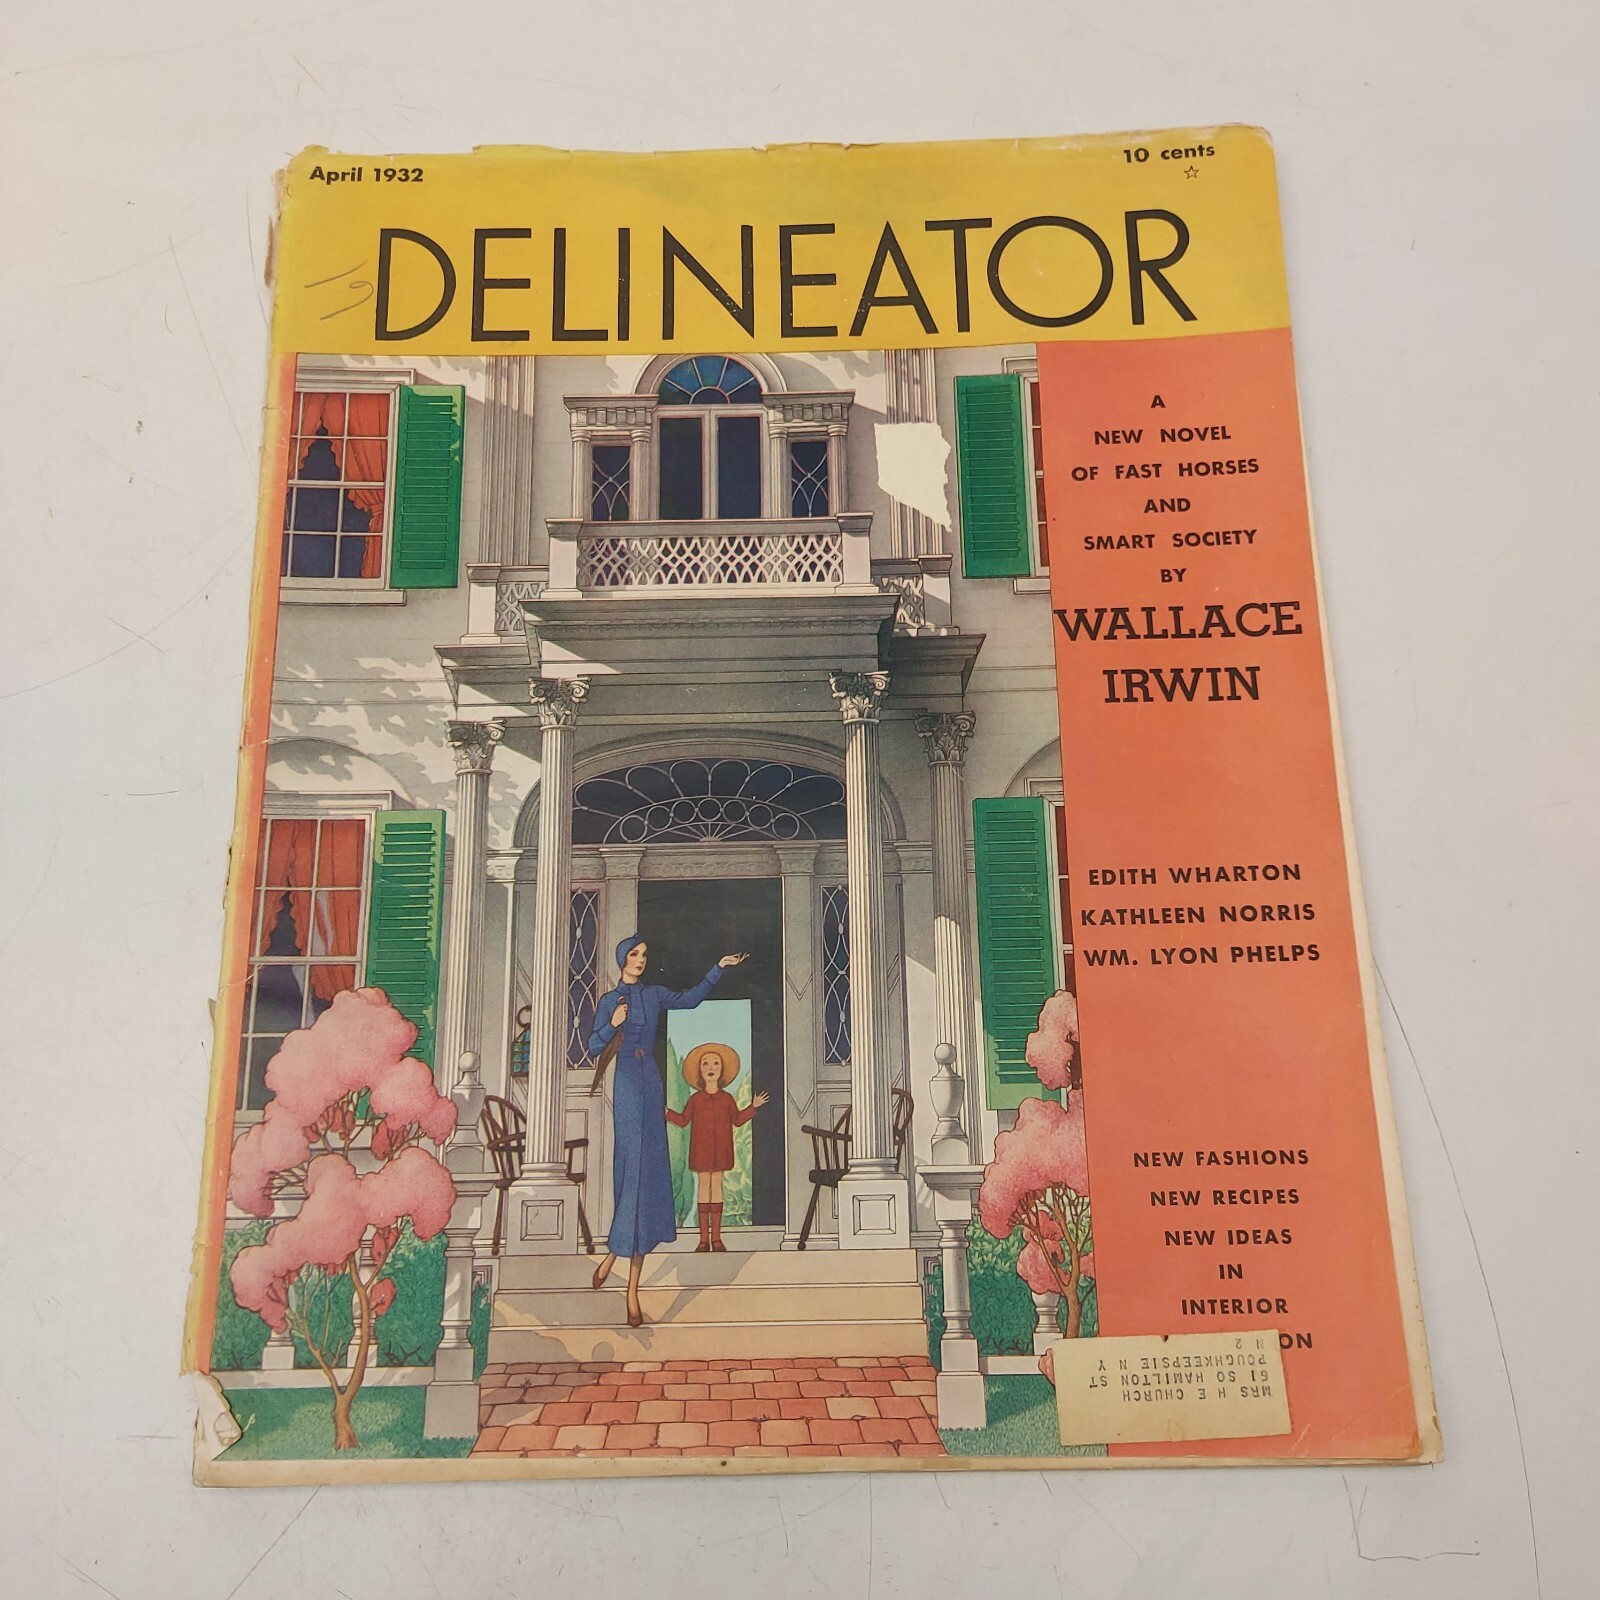 April 1932
10 cents
DELINEATOR
A
NEW NOVEL
OF FAST HORSES
AND
SMART SOCIETY
BY
WALLACE
IRWIN
EDITH WHARTON
KATHLEEN NORRIS
WM. LYON PHELPS
NEW FASHIONS
NEW RECIPES
NEW IDEAS
IN
INTERIOR
ON
MRS H E CHURCH
61 SO HAMILTON ST
POUGHKEEPSIE N Y
N 2